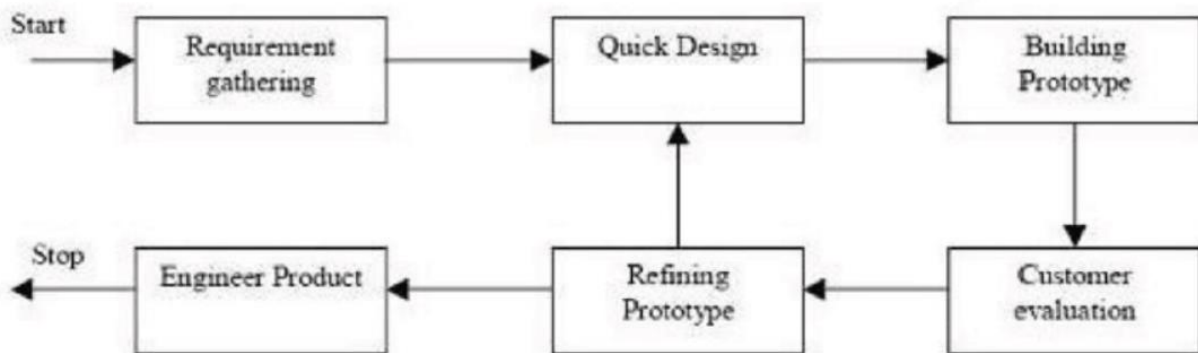 Start
Requirement
gathering
Quick Design
Building
Prototype
Stop
Engineer Product
Refining
Prototype
Customer
evaluation